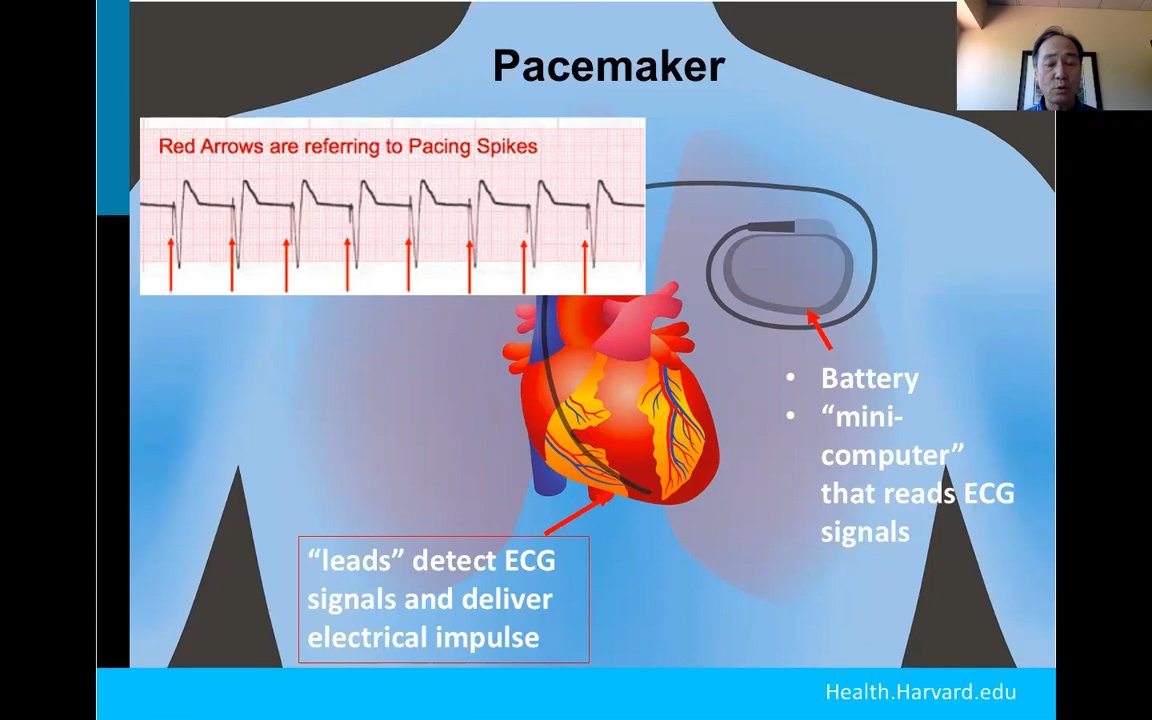 Pacemaker
Red Arrows are referring to Pacing Spikes
• Battery
• “mini-
computer”
that reads ECG
signals
“leads” detect ECG
signals and deliver
electrical impulse
Health.Harvard.edu